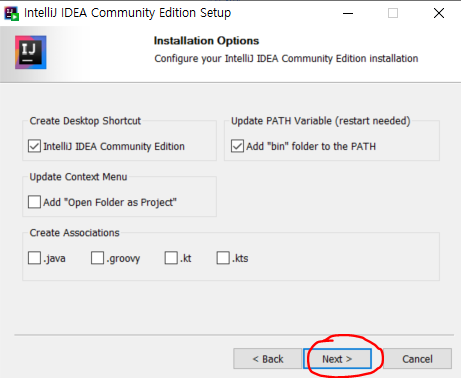 IntelliJ IDEA Community Edition Setup
IJ
Installation Options
Configure your IntelliJ IDEA Community Edition installation
Create Desktop Shortcut
IntelliJ IDEA Community Edition
Update PATH Variable (restart needed)
Add "bin" folder to the PATH
Update Context Menu
Add "Open Folder as Project"
Create Associations
.java .groovy .kt .kts
< Back Next > Cancel